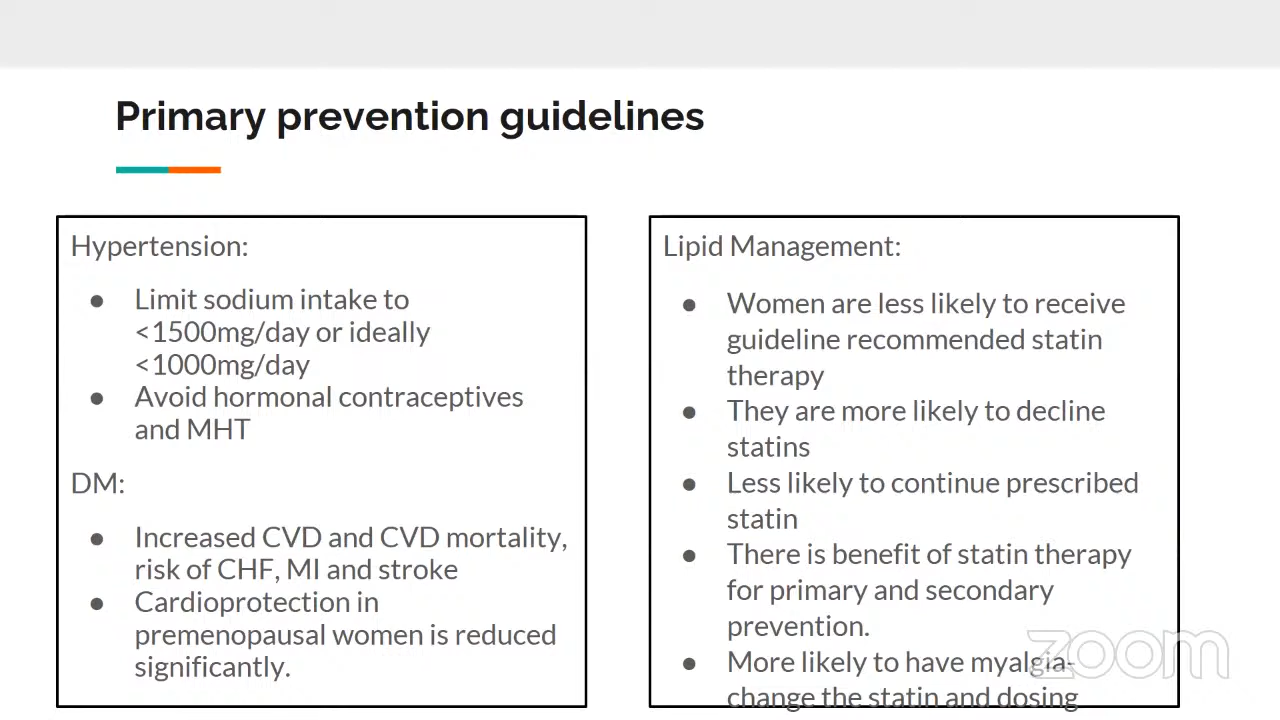 Primary prevention guidelines
Hypertension:
● Limit sodium intake to
<1500mg/day or ideally
<1000mg/day
● Avoid hormonal contraceptives
and MHT
DM:
● Increased CVD and CVD mortality,
risk of CHF, MI and stroke
● Cardioprotection in
premenopausal women is reduced
significantly.
Lipid Management:
● Women are less likely to receive
guideline recommended statin
therapy
● They are more likely to decline
statins
● Less likely to continue prescribed
statin
● There is benefit of statin therapy
for primary and secondary
prevention.
● More likely to have myalgia-
change the statin and dosing
zoom